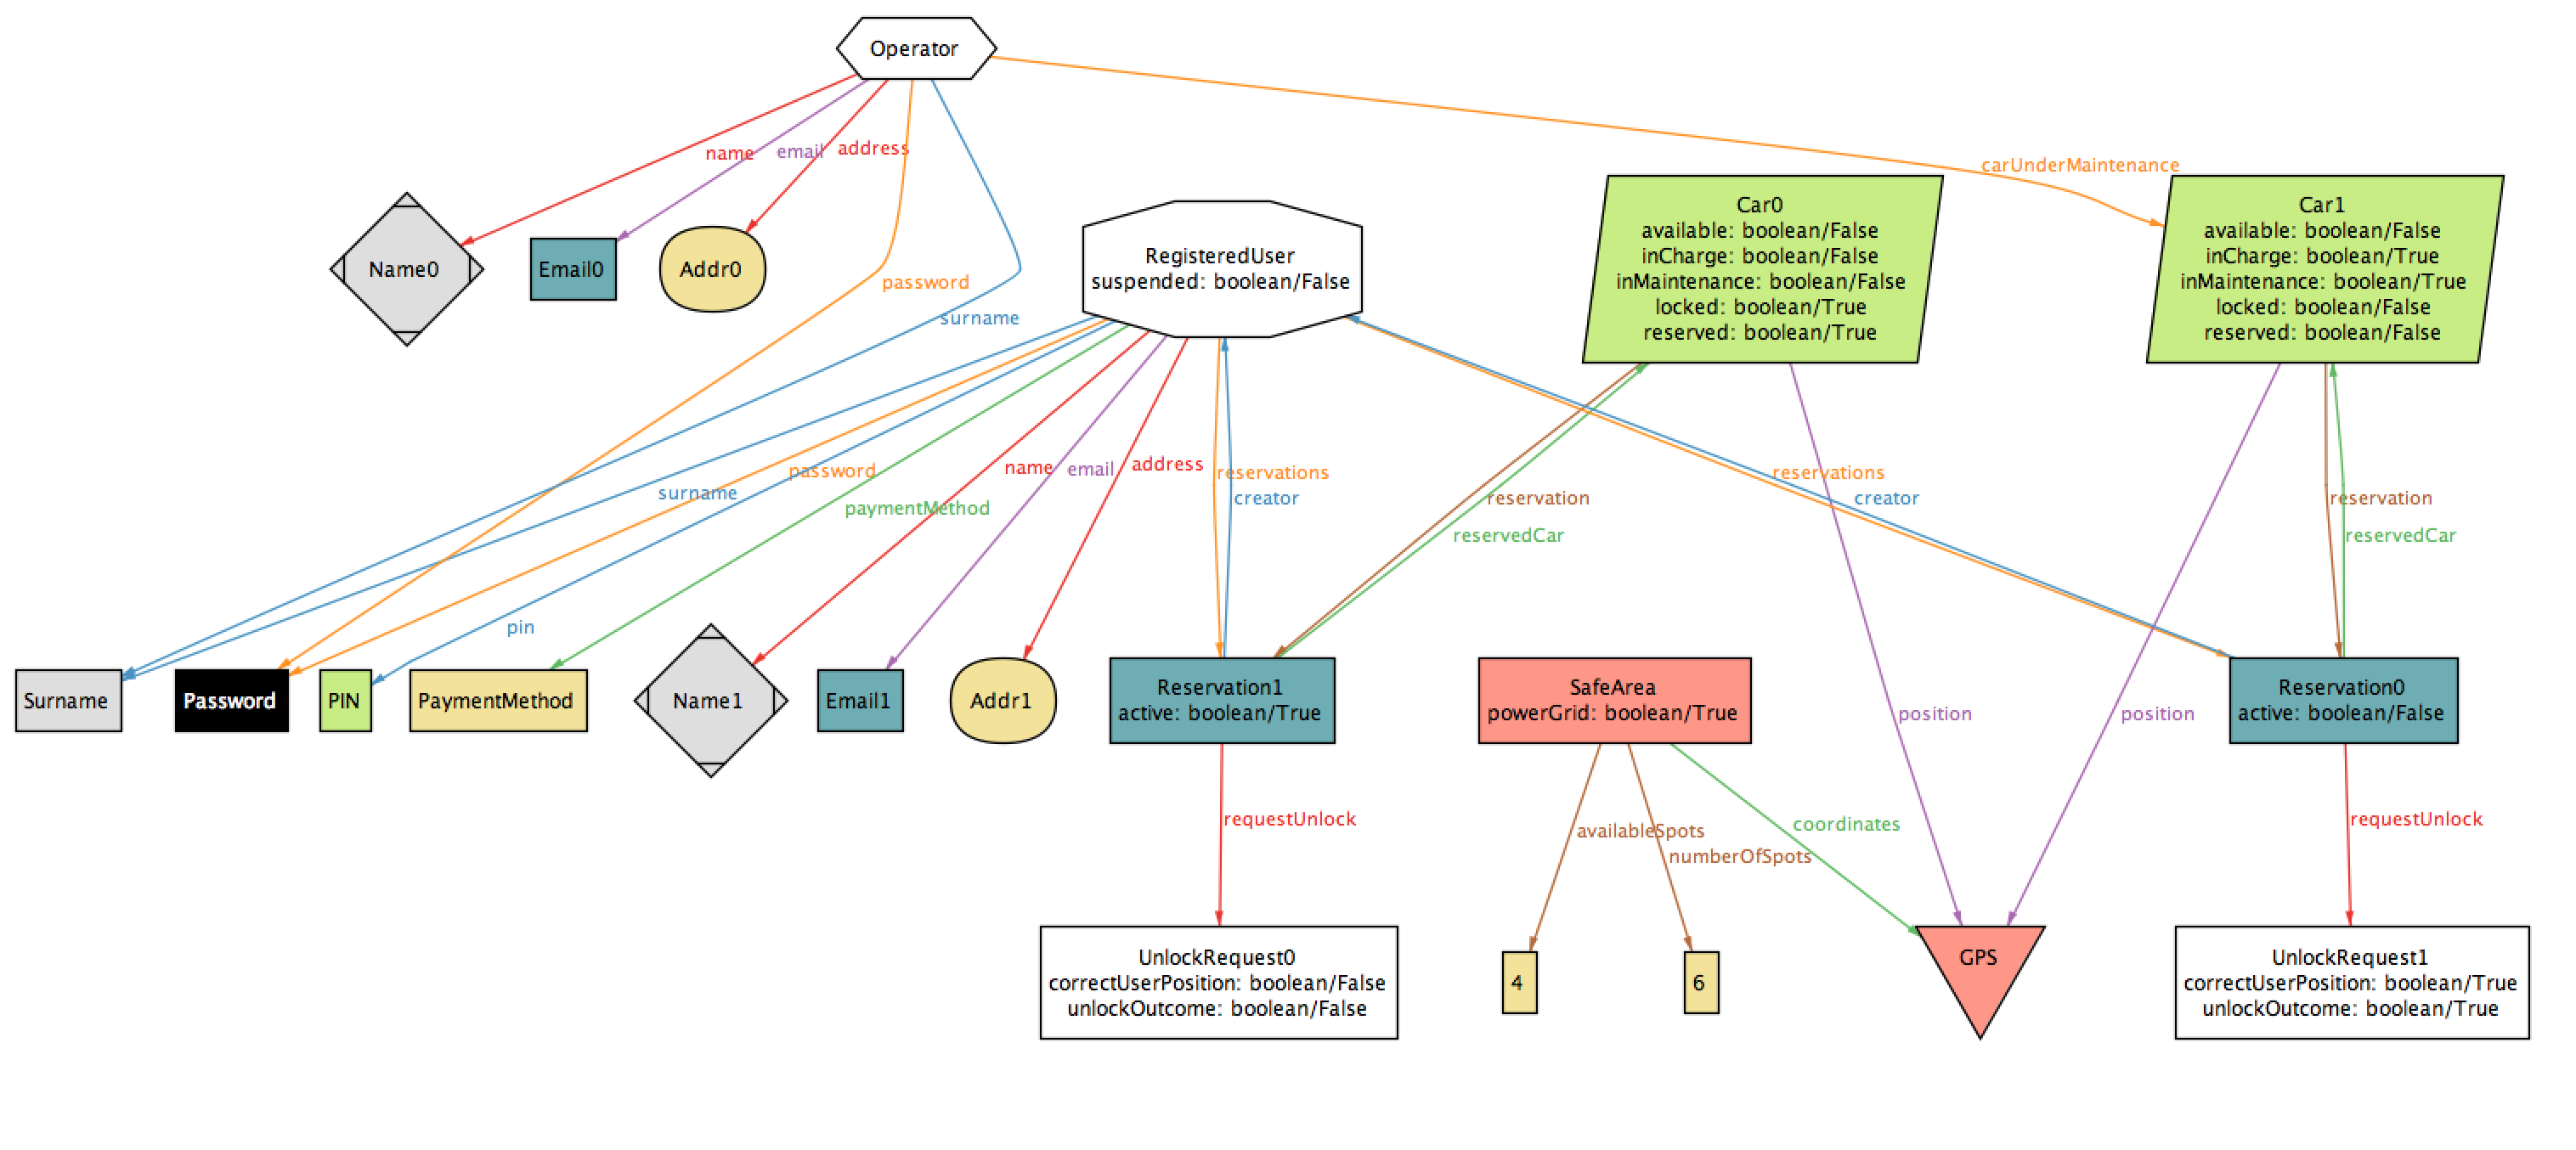 Operator
name
email
address
carUnderMaintenance
Name0
Email0
Addr0
password
surname
RegisteredUser
suspended: boolean/False
Car0
available: boolean/False
inCharge: boolean/False
inMaintenance: boolean/False
locked: boolean/True
reserved: boolean/True
Car1
available: boolean/False
inCharge: boolean/True
inMaintenance: boolean/True
locked: boolean/False
reserved: boolean/False
surname
password
pin
paymentMethod
name
email
address
reservations
creator
reservation
reservedCar
reservations
creator
reservation
reservedCar
Surname
Password
PIN
PaymentMethod
Name1
Email1
Addr1
Reservation1
active: boolean/True
SafeArea
powerGrid: boolean/True
position
position
Reservation0
active: boolean/False
requestUnlock
availableSpots
numberOfSpots
coordinates
requestUnlock
UnlockRequest0
correctUserPosition: boolean/False
unlockOutcome: boolean/False
4
6
GPS
UnlockRequest1
correctUserPosition: boolean/True
unlockOutcome: boolean/True